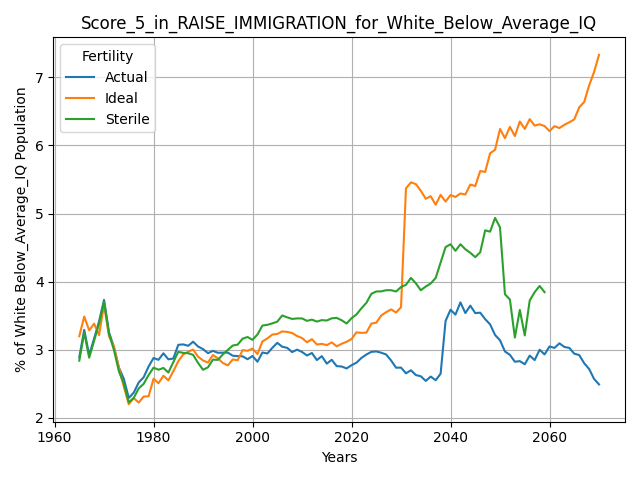 Score_5_in_RAISE_IMMIGRATION_for_White_Below_Average_IQ
Fertility
Actual
Ideal
Sterile
% of White Below_Average_IQ Population
7
6
5
4
3
2
1960
1980
2000
2020
2040
2060
Years